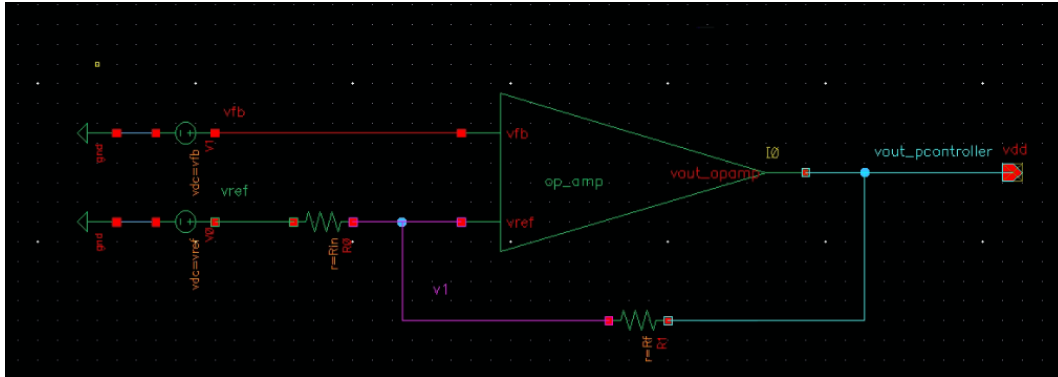 vfb
gnd
V1
vdc=vfb
vfb
I0
vout_pcontroller
vdd
op_amp
vout_opamp
vref
gnd
V0
vdc=vref
r=Rin
R0
vref
v1
r=Rf
R1